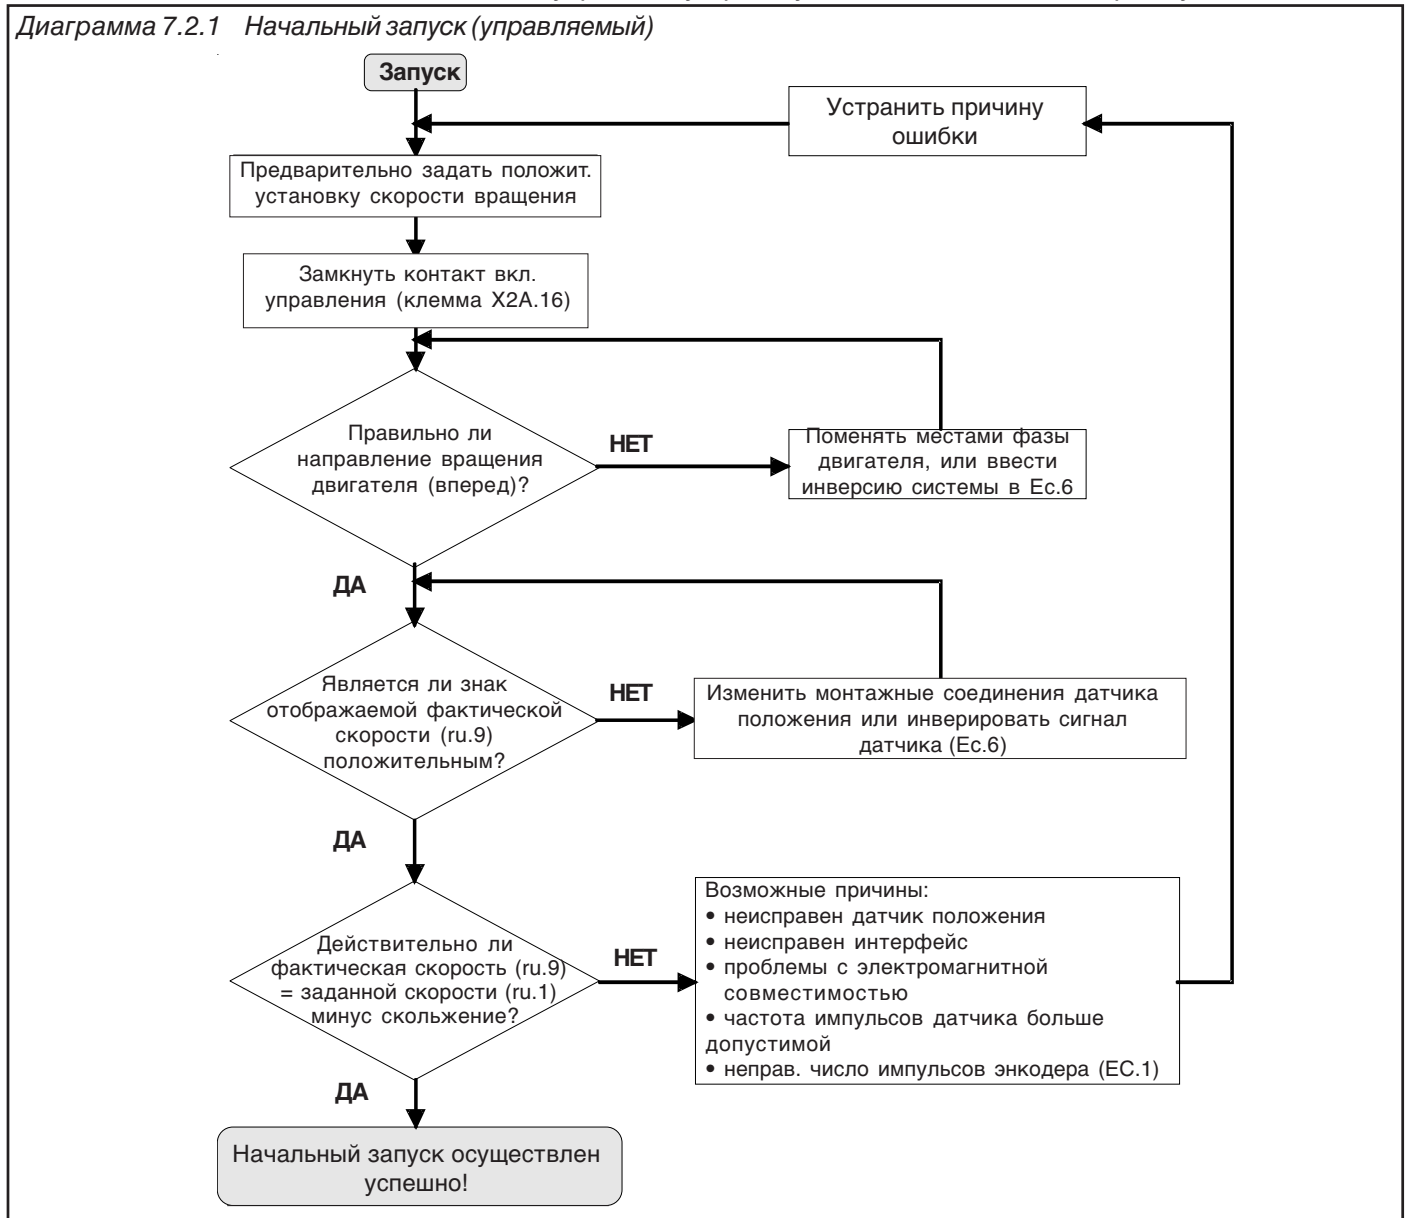 Диаграмма 7.2.1 Начальный запуск (управляемый)
Запуск
Устранить причину
ошибки
Предварительно задать положит.
установку скорости вращения
Замкнуть контакт вкл.
управления (клемма X2A.16)
Правильно ли
направление вращения
двигателя (вперед)?
НЕТ
Поменять местами фазы
двигателя, или ввести
инверсию системы в Ec.6
ДА
Является ли знак
отображаемой фактической
скорости (ru.9)
положительным?
НЕТ
Изменить монтажные соединения датчика
положения или инверировать сигнал
датчика (Ec.6)
ДА
Действительно ли
фактическая скорость (ru.9)
= заданной скорости (ru.1)
минус скольжение?
НЕТ
Возможные причины:
• неисправен датчик положения
• неисправен интерфейс
• проблемы с электромагнитной
совместимостью
• частота импульсов датчика больше
допустимой
• неправ. число импульсов энкодера (EC.1)
ДА
Начальный запуск осуществлен
успешно!